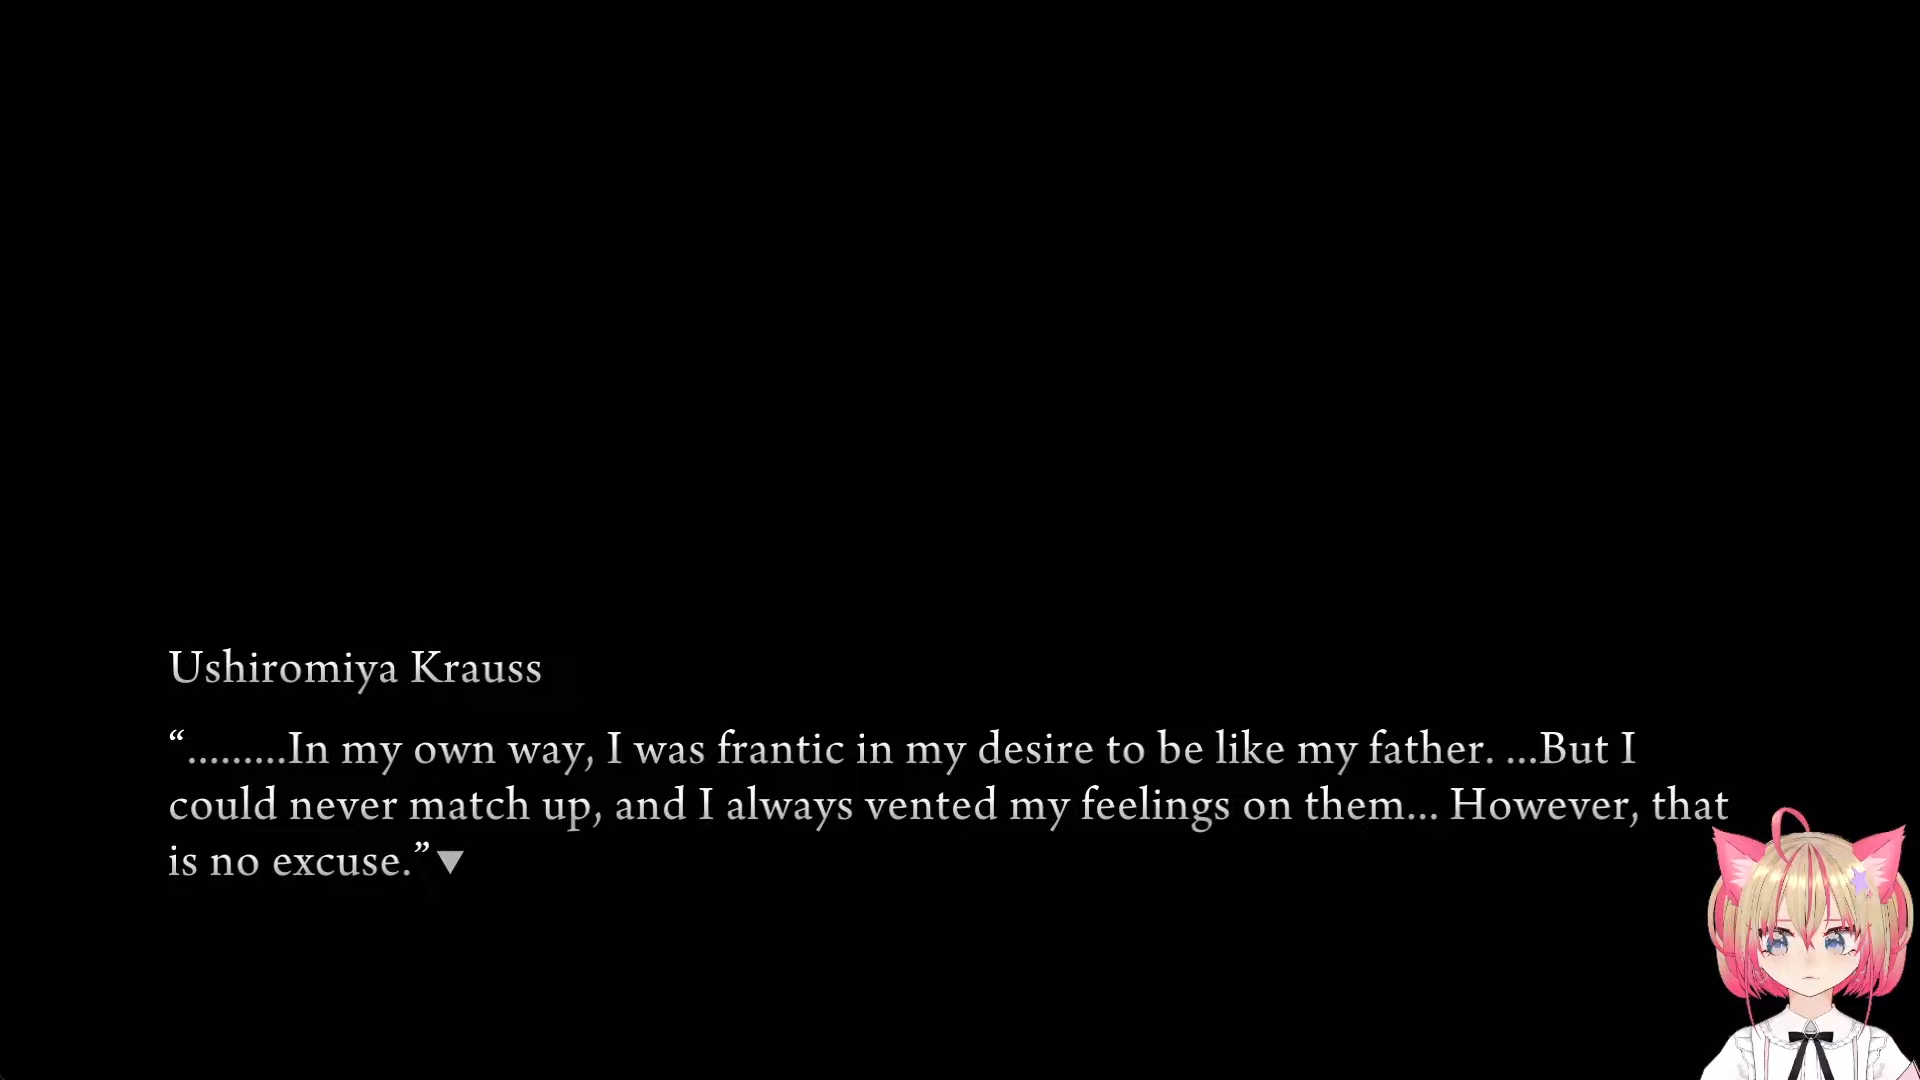 Ushiromiya Krauss
“.........In my own way, I was frantic in my desire to be like my father. ...But I
could never match up, and I always vented my feelings on them... However, that
is no excuse.”